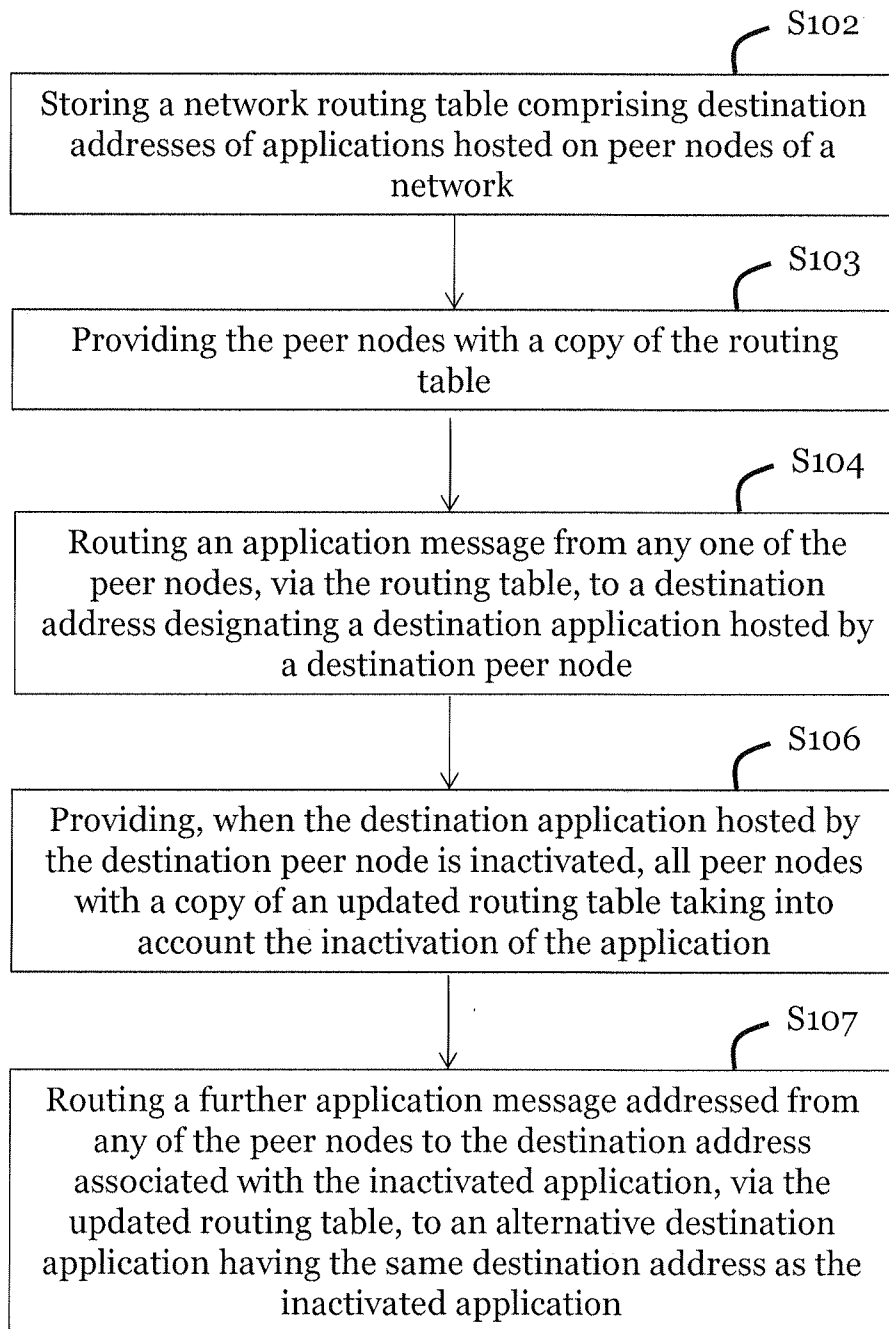 S102
Storing a network routing table comprising destination
addresses of applications hosted on peer nodes of a
network
S103
Providing the peer nodes with a copy of the routing
table
S104
Routing an application message from any one of the
peer nodes, via the routing table, to a destination
address designating a destination application hosted by
a destination peer node
S106
Providing, when the destination application hosted by
the destination peer node is inactivated, all peer nodes
with a copy of an updated routing table taking into
account the inactivation of the application
S107
Routing a further application message addressed from
any of the peer nodes to the destination address
associated with the inactivated application, via the
updated routing table, to an alternative destination
application having the same destination address as the
inactivated application